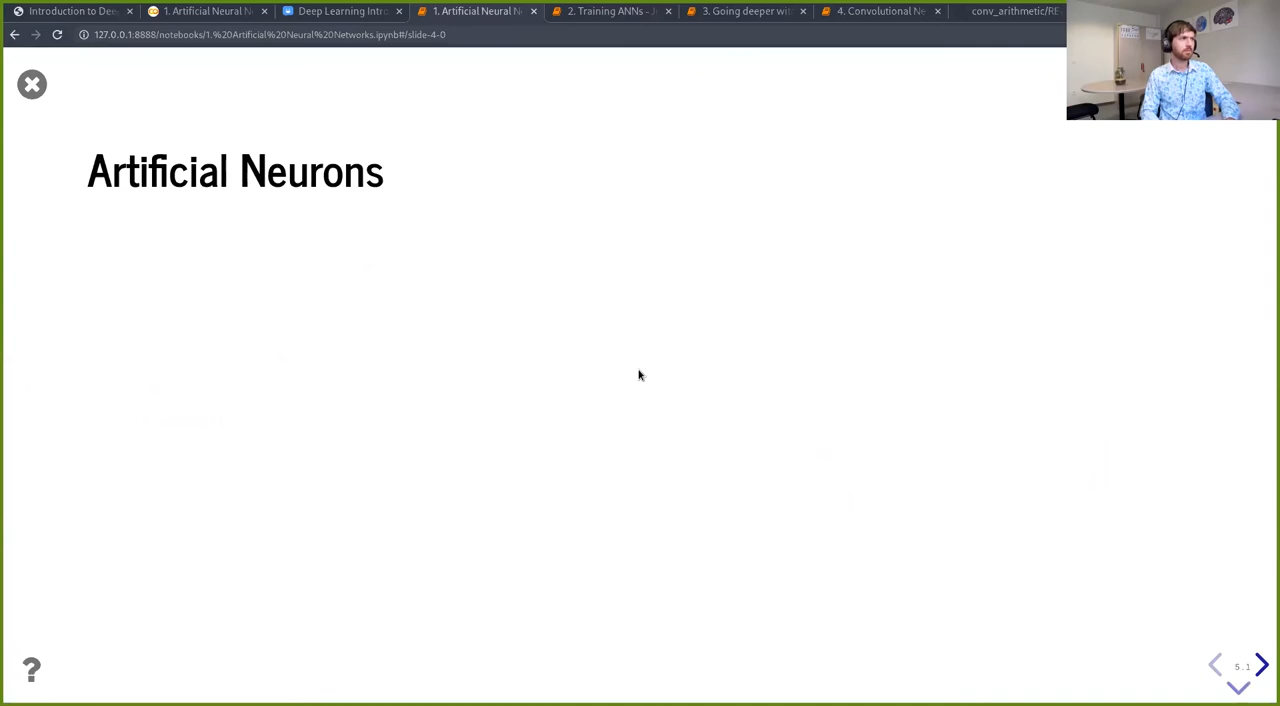 Introduction to Dee
1. Artificial Neural N
Deep Learning Intro
1. Artificial Neural N
2. Training ANNs - J
3. Going deeper wit
4. Convolutional Ne
conv_arithmetic/RE
127.0.0.1:8888/notebooks/1.%20Artificial%20Neural%20Networks.ipynb#/slide-4-0
Artificial Neurons
?
5.1